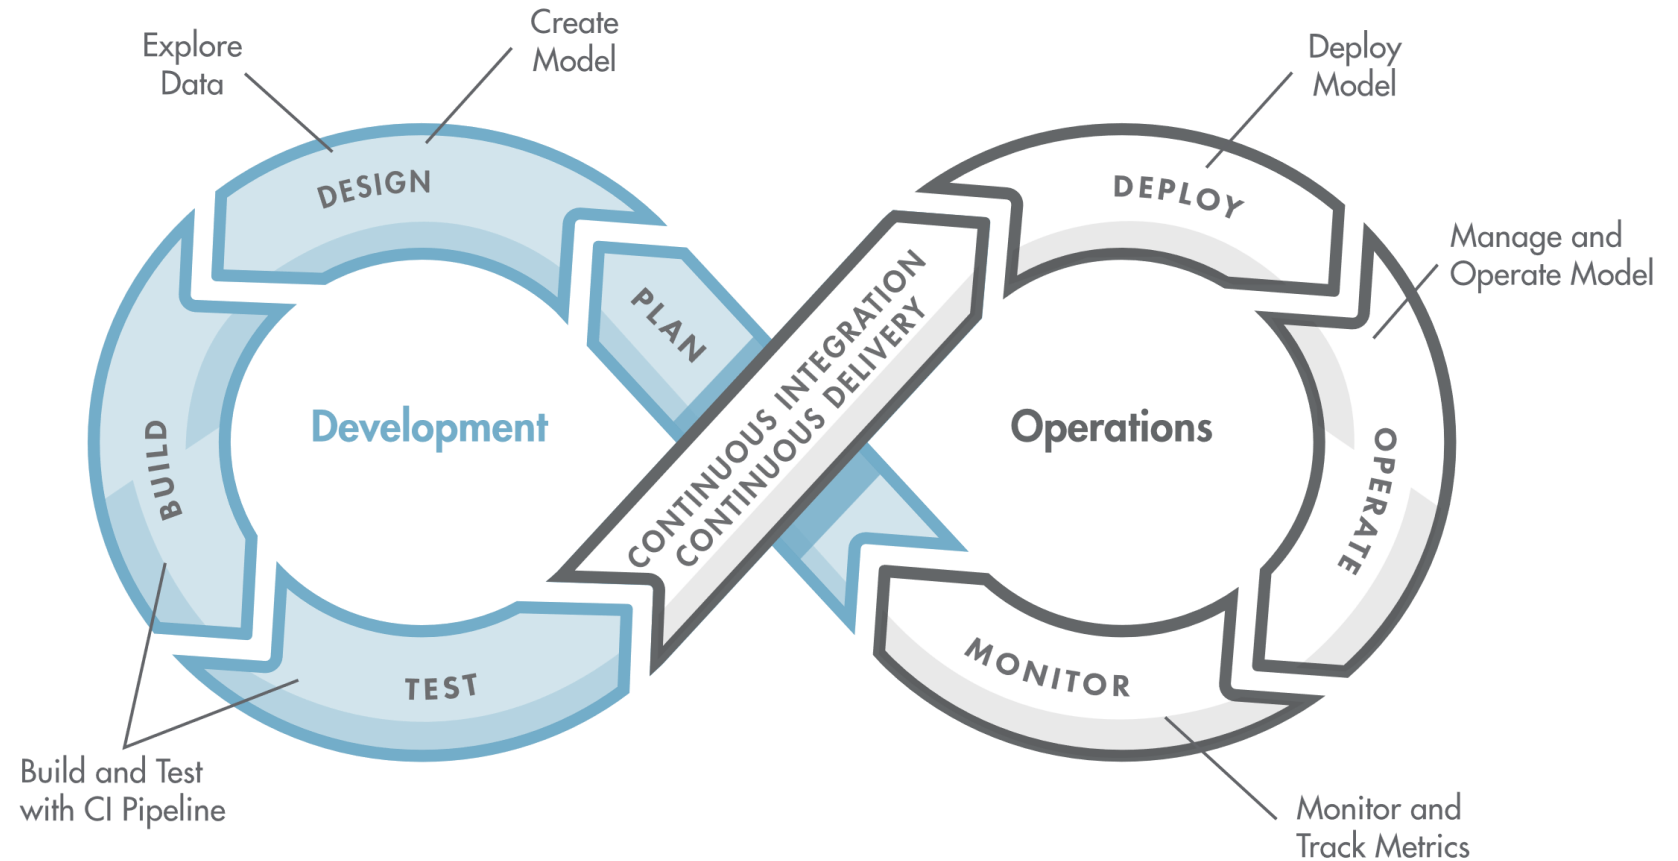 Explore
Data
Create
Model
DESIGN
PLAN
BUILD
TEST
Development
Build and Test
with CI Pipeline
CONTINUOUS INTEGRATION
CONTINUOUS DELIVERY
Deploy
Model
DEPLOY
Manage and
Operate Model
OPERATE
Operations
MONITOR
Monitor and
Track Metrics